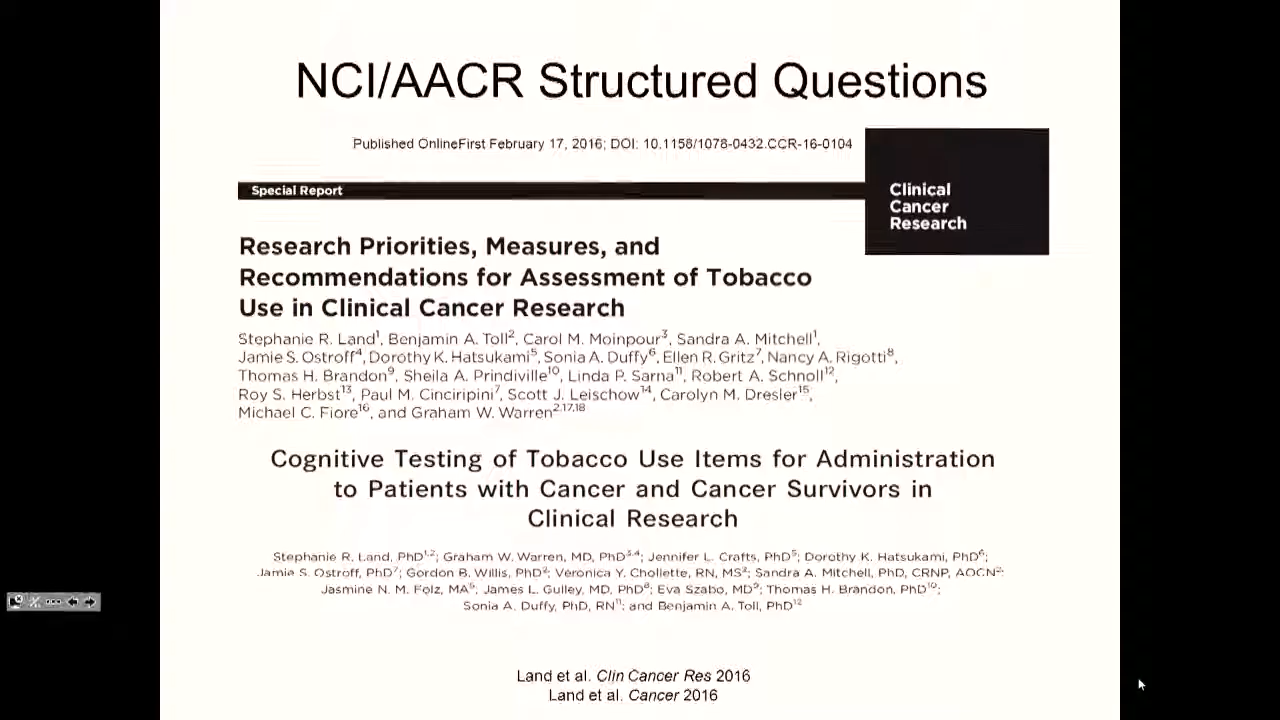 NCI/AACR Structured Questions
Published OnlineFirst February 17, 2016; DOI: 10.1158/1078-0432.CCR-16-0104
Special Report
Clinical
Cancer
Research
Research Priorities, Measures, and
Recommendations for Assessment of Tobacco
Use in Clinical Cancer Research
Stephanie R. Land1, Benjamin A. Toll2, Carol M. Moinpour3, Sandra A. Mitchell1,
Jamie S. Ostroff4, Dorothy K. Hatsukami5, Sonia A. Duffy6, Ellen R. Gritz7, Nancy A. Rigotti8,
Thomas H. Brandon9, Sheila A. Prindiville10, Linda P. Sarna11, Robert A. Schnoll12,
Roy S. Herbst13, Paul M. Cinciripini7, Scott J. Leischow14, Carolyn M. Dresler15,
Michael C. Fiore16, and Graham W. Warren2,17,18
Cognitive Testing of Tobacco Use Items for Administration
to Patients with Cancer and Cancer Survivors in
Clinical Research
Stephanie R. Land, PhD1,2; Graham W. Warren, MD, PhD3,4; Jennifer L. Crafts, PhD5; Dorothy K. Hatsukami, PhD6;
Jamie S. Ostroff, PhD7; Gordon B. Willis, PhD2; Veronica Y. Chollette, RN, MS2; Sandra A. Mitchell, PhD, CRNP, AOCN2;
Jasmine N. M. Folz, MA5; James L. Gulley, MD, PhD8; Eva Szabo, MD9; Thomas H. Brandon, PhD10;
Sonia A. Duffy, PhD, RN11; and Benjamin A. Toll, PhD12
Land et al. Clin Cancer Res 2016
Land et al. Cancer 2016